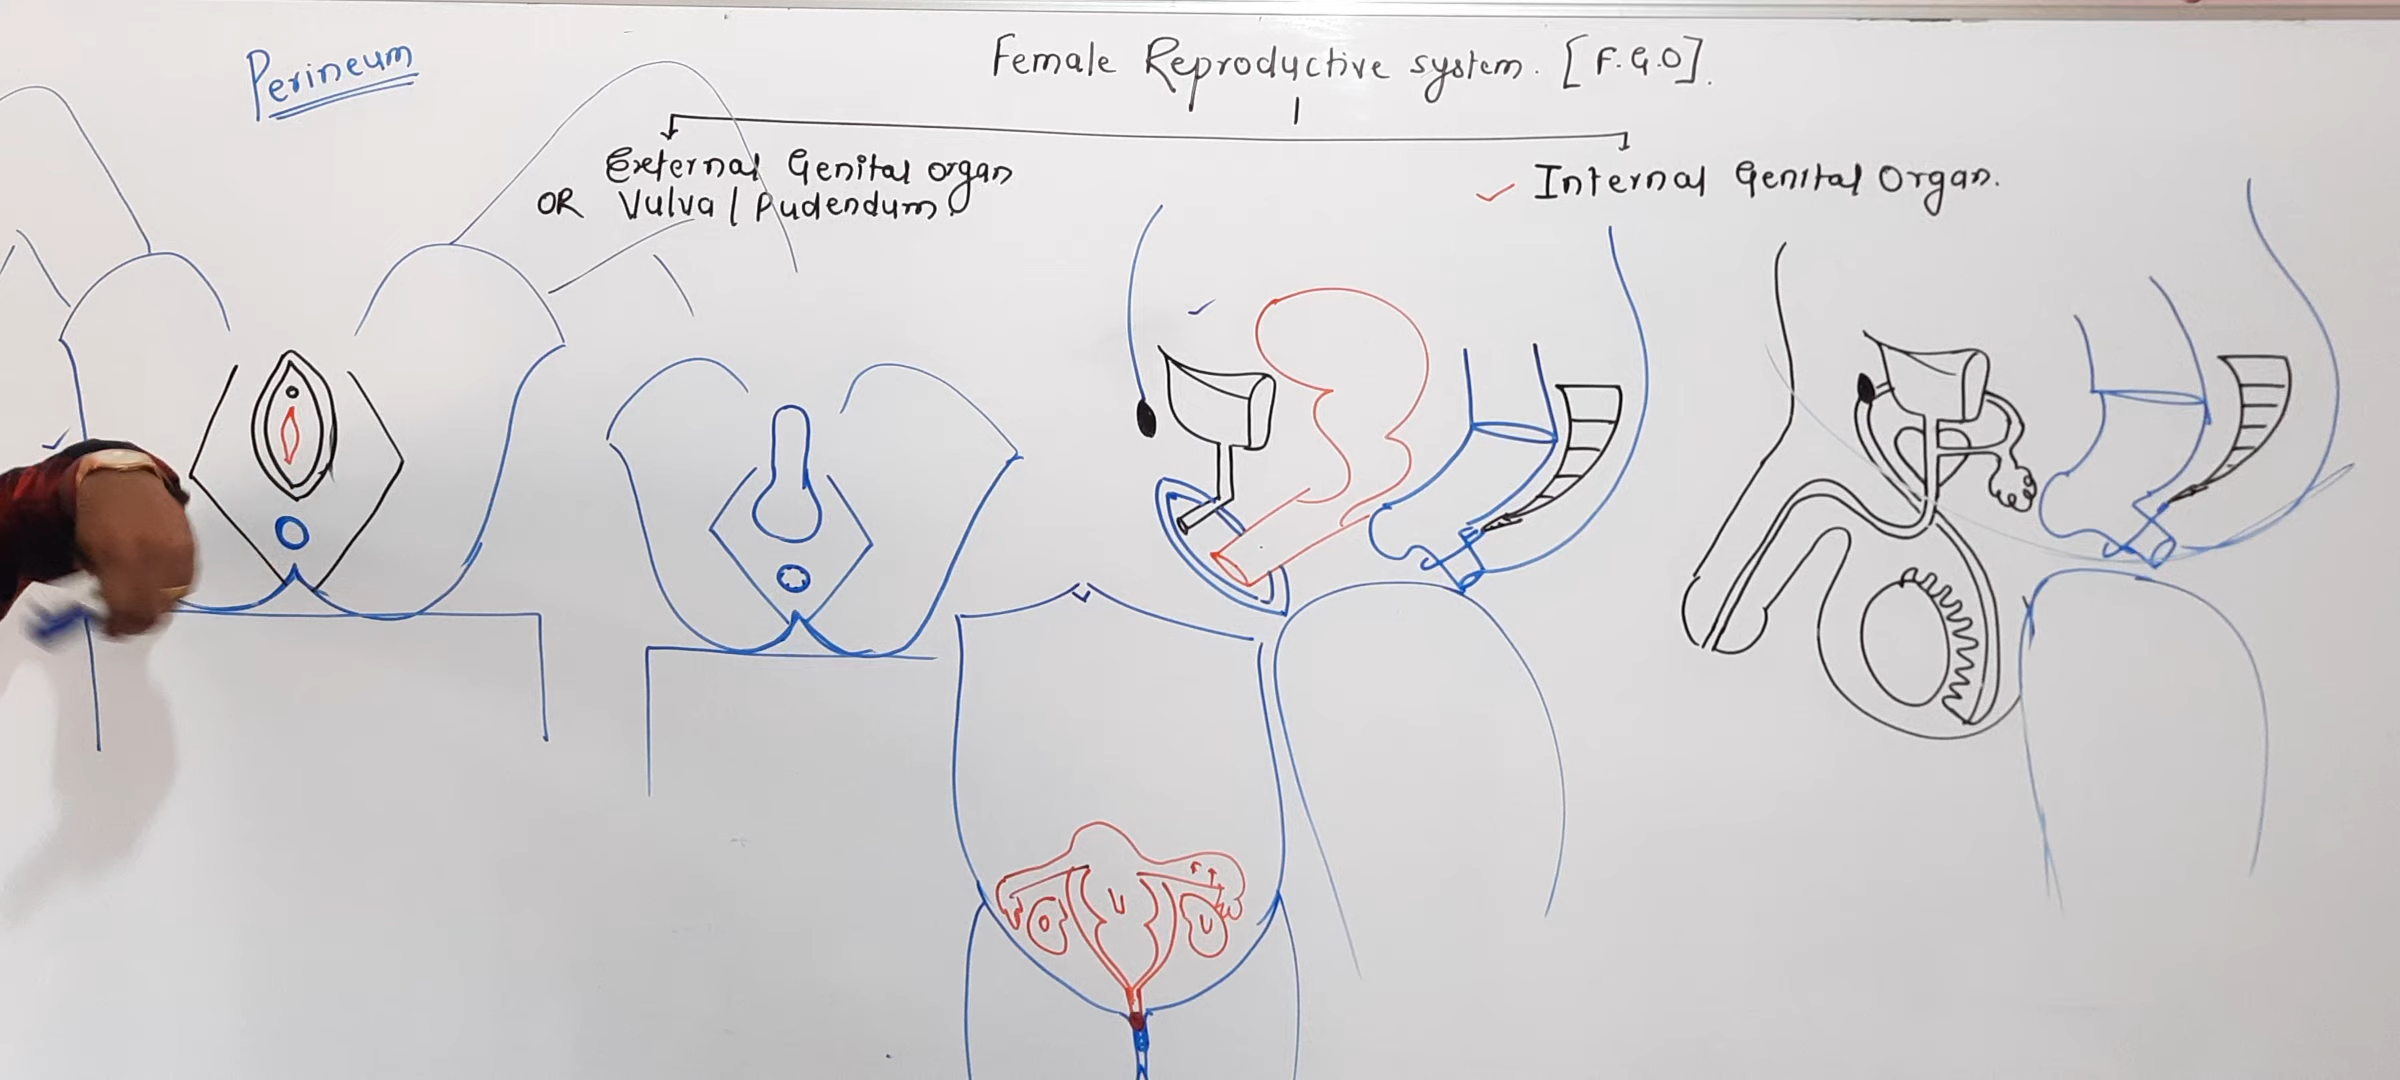 Perineum
Female Reproductive system. [F.G.O].
External Genital organ
OR Vulva / Pudendum.
Internal Genital Organ.